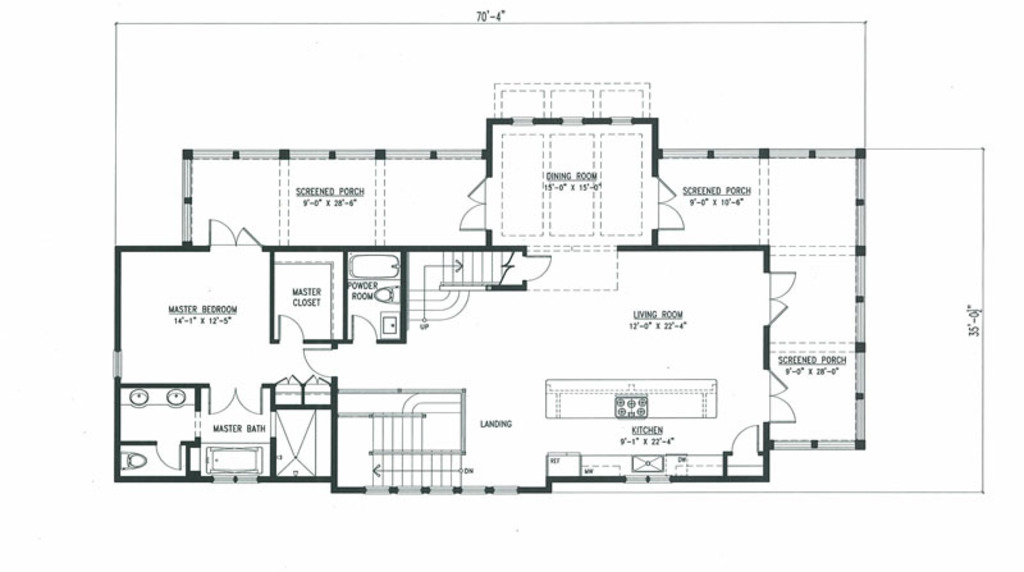 70'-4"
DINING ROOM
15'-0" X 15'-0"
SCREENED PORCH
9'-0" X 28'-6"
SCREENED PORCH
9'-0" X 10'-6"
MASTER
CLOSET
POWDER
ROOM
MASTER BEDROOM
14'-1" X 12'-5"
UP
LIVING ROOM
12'-0" X 22'-4"
35'-0½"
SCREENED PORCH
9'-0" X 28'-0"
MASTER BATH
LANDING
KITCHEN
9'-1" X 22'-4"
REF
MW
DW
DN